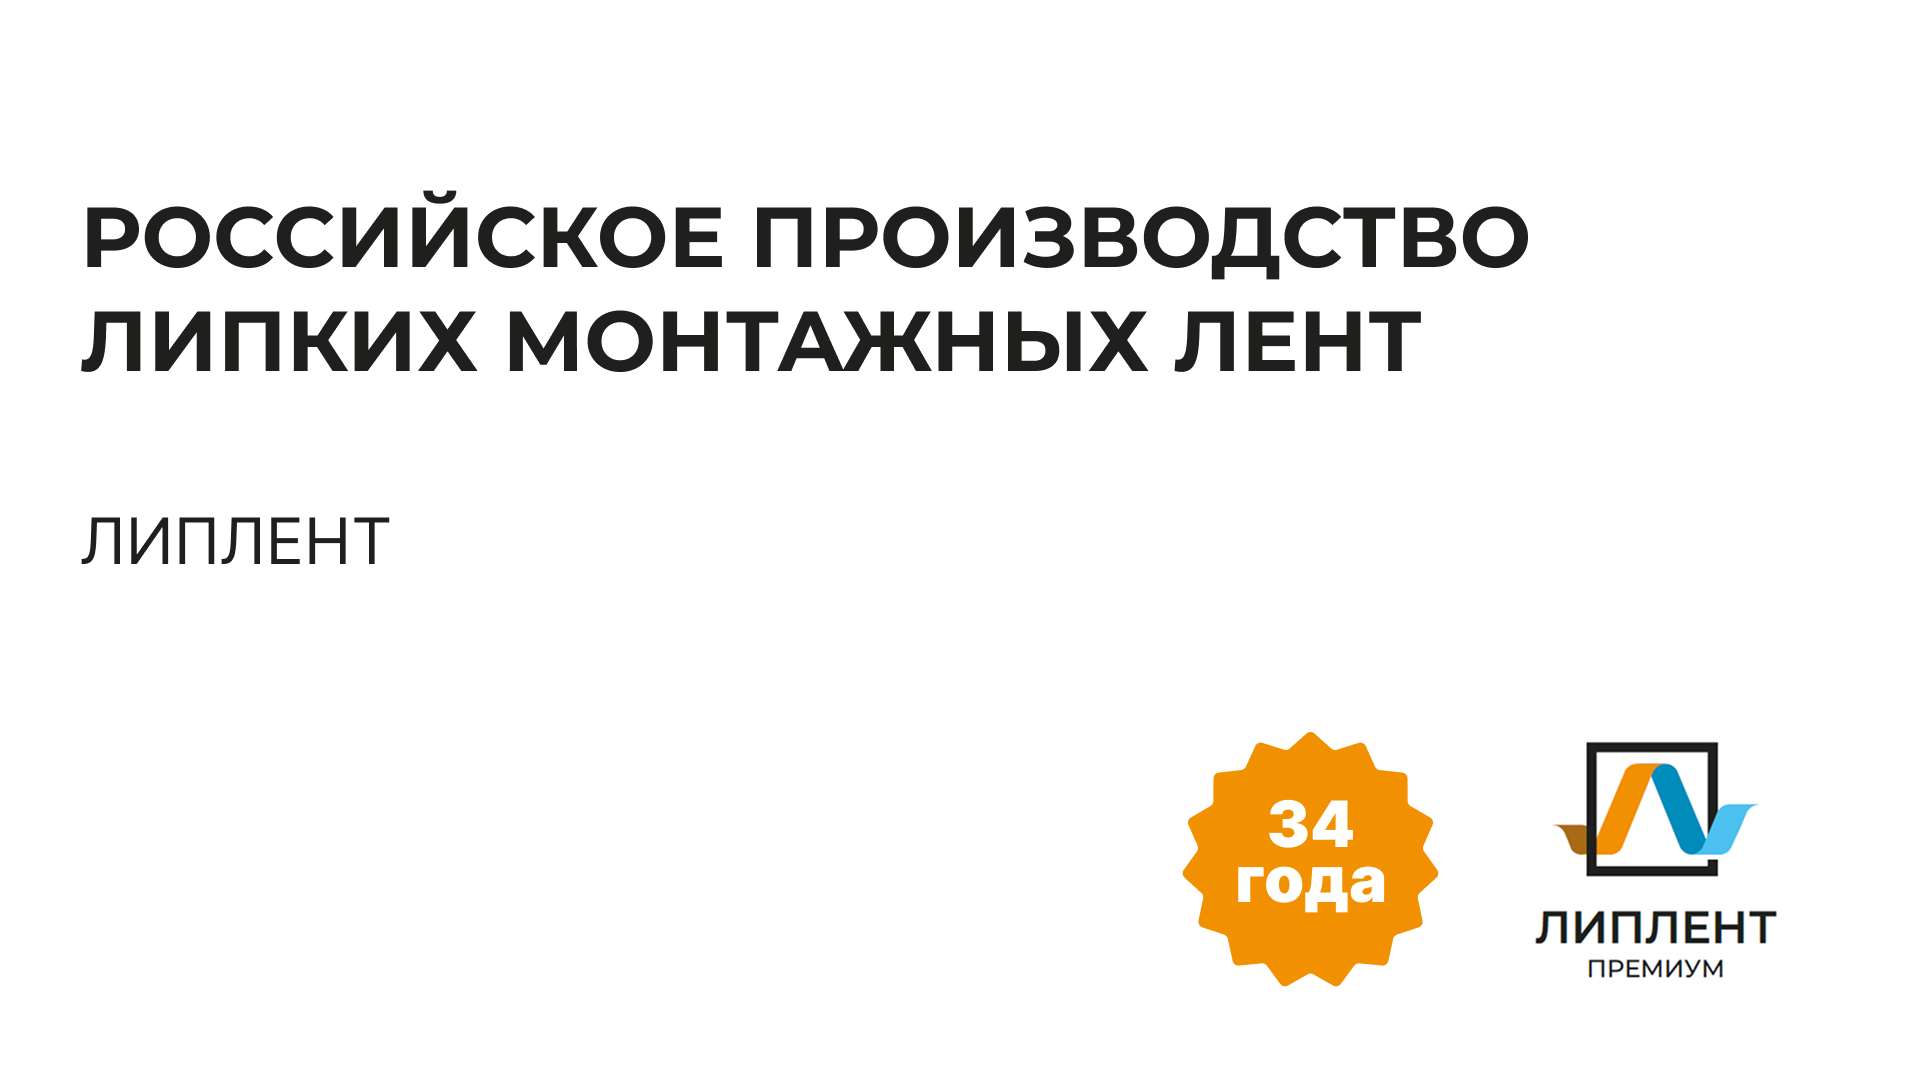 РОССИЙСКОЕ ПРОИЗВОДСТВО
ЛИПКИХ МОНТАЖНЫХ ЛЕНТ
ЛИПЛЕНТ
34
года
ЛИПЛЕНТ
ПРЕМИУМ